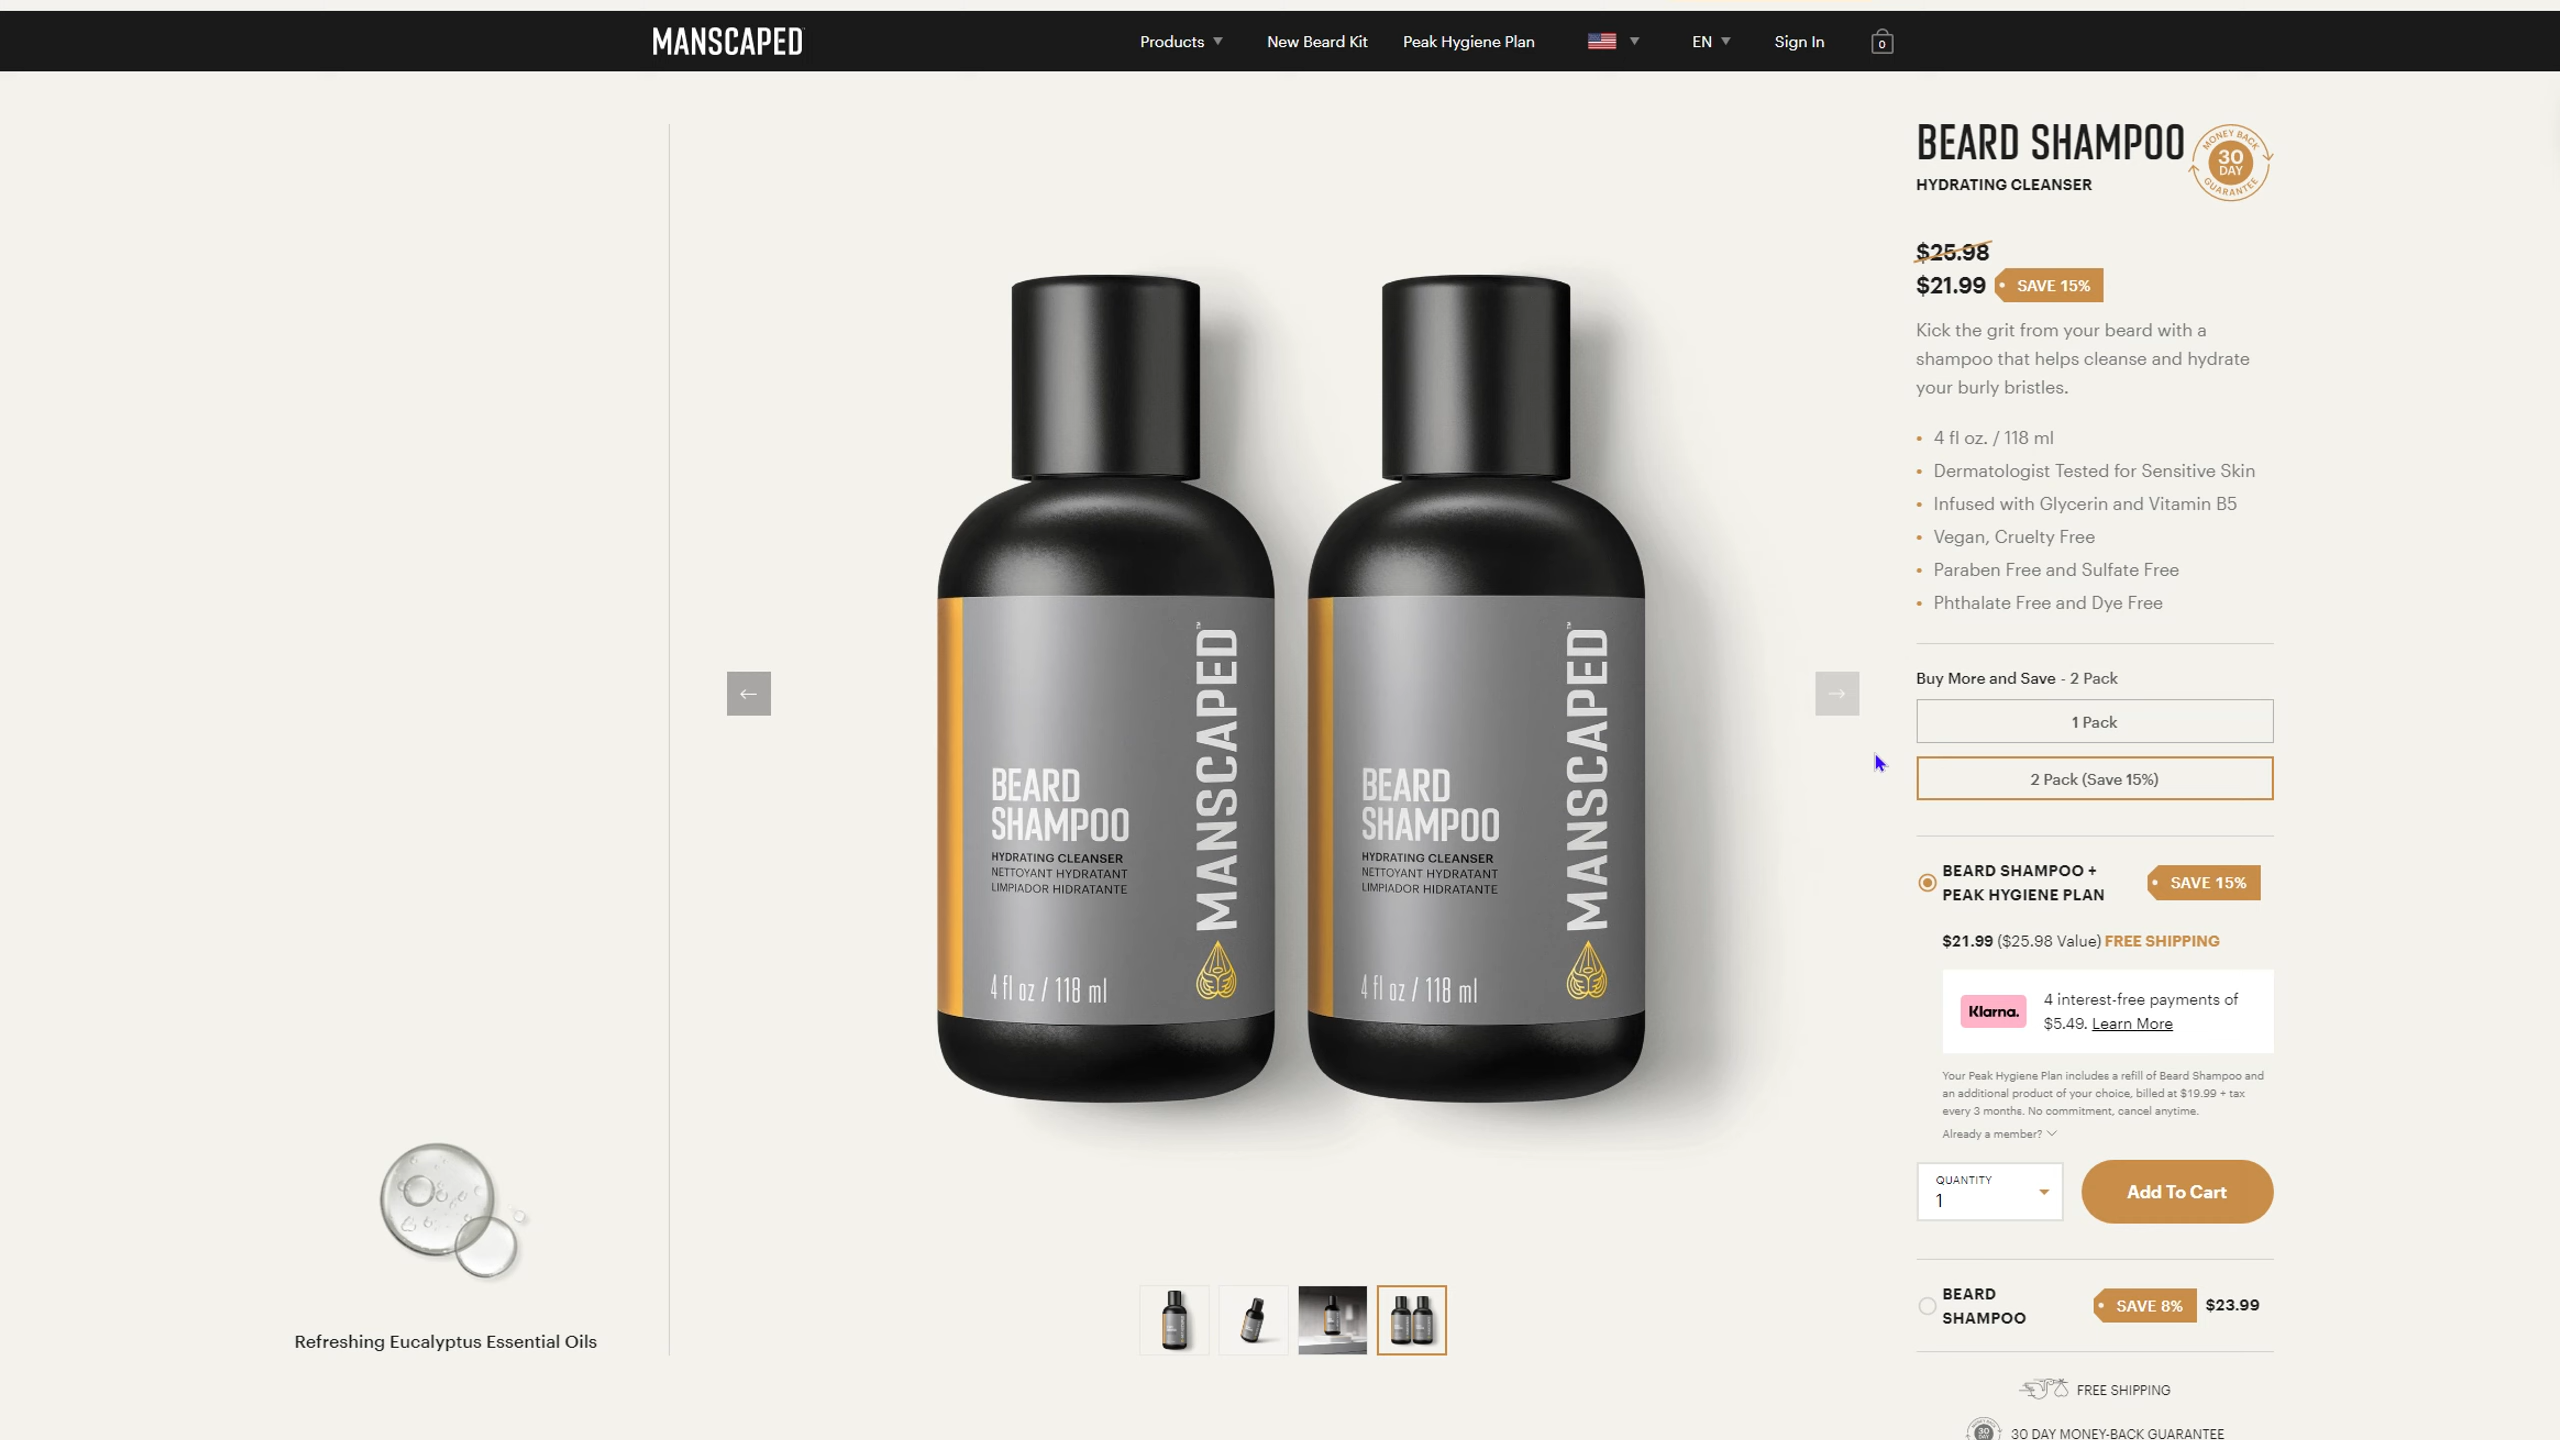 MANSCAPED
Products
New Beard Kit
Peak Hygiene Plan
EN
Sign In
0
BEARD SHAMPOO
HYDRATING CLEANSER
MONEY BACK
30
DAY
GUARANTEE
$25.98
$21.99 SAVE 15%
Kick the grit from your beard with a
shampoo that helps cleanse and hydrate
your burly bristles.
• 4 fl oz. / 118 ml
• Dermatologist Tested for Sensitive Skin
• Infused with Glycerin and Vitamin B5
• Vegan, Cruelty Free
• Paraben Free and Sulfate Free
• Phthalate Free and Dye Free
Buy More and Save - 2 Pack
1 Pack
2 Pack (Save 15%)
BEARD SHAMPOO +
PEAK HYGIENE PLAN
SAVE 15%
$21.99 ($25.98 Value) FREE SHIPPING
Klarna.
4 interest-free payments of
$5.49. Learn More
Your Peak Hygiene Plan includes a refill of Beard Shampoo and
an additional product of your choice, billed at $19.99 + tax
every 3 months. No commitment, cancel anytime.
Already a member?
QUANTITY
1
Add To Cart
BEARD
SHAMPOO
SAVE 8% $23.99
FREE SHIPPING
30 DAY MONEY-BACK GUARANTEE
MANSCAPED™
BEARD
SHAMPOO
HYDRATING CLEANSER
NETTOYANT HYDRATANT
LIMPIADOR HIDRATANTE
4 fl oz / 118 ml
MANSCAPED™
BEARD
SHAMPOO
HYDRATING CLEANSER
NETTOYANT HYDRATANT
LIMPIADOR HIDRATANTE
4 fl oz / 118 ml
Refreshing Eucalyptus Essential Oils